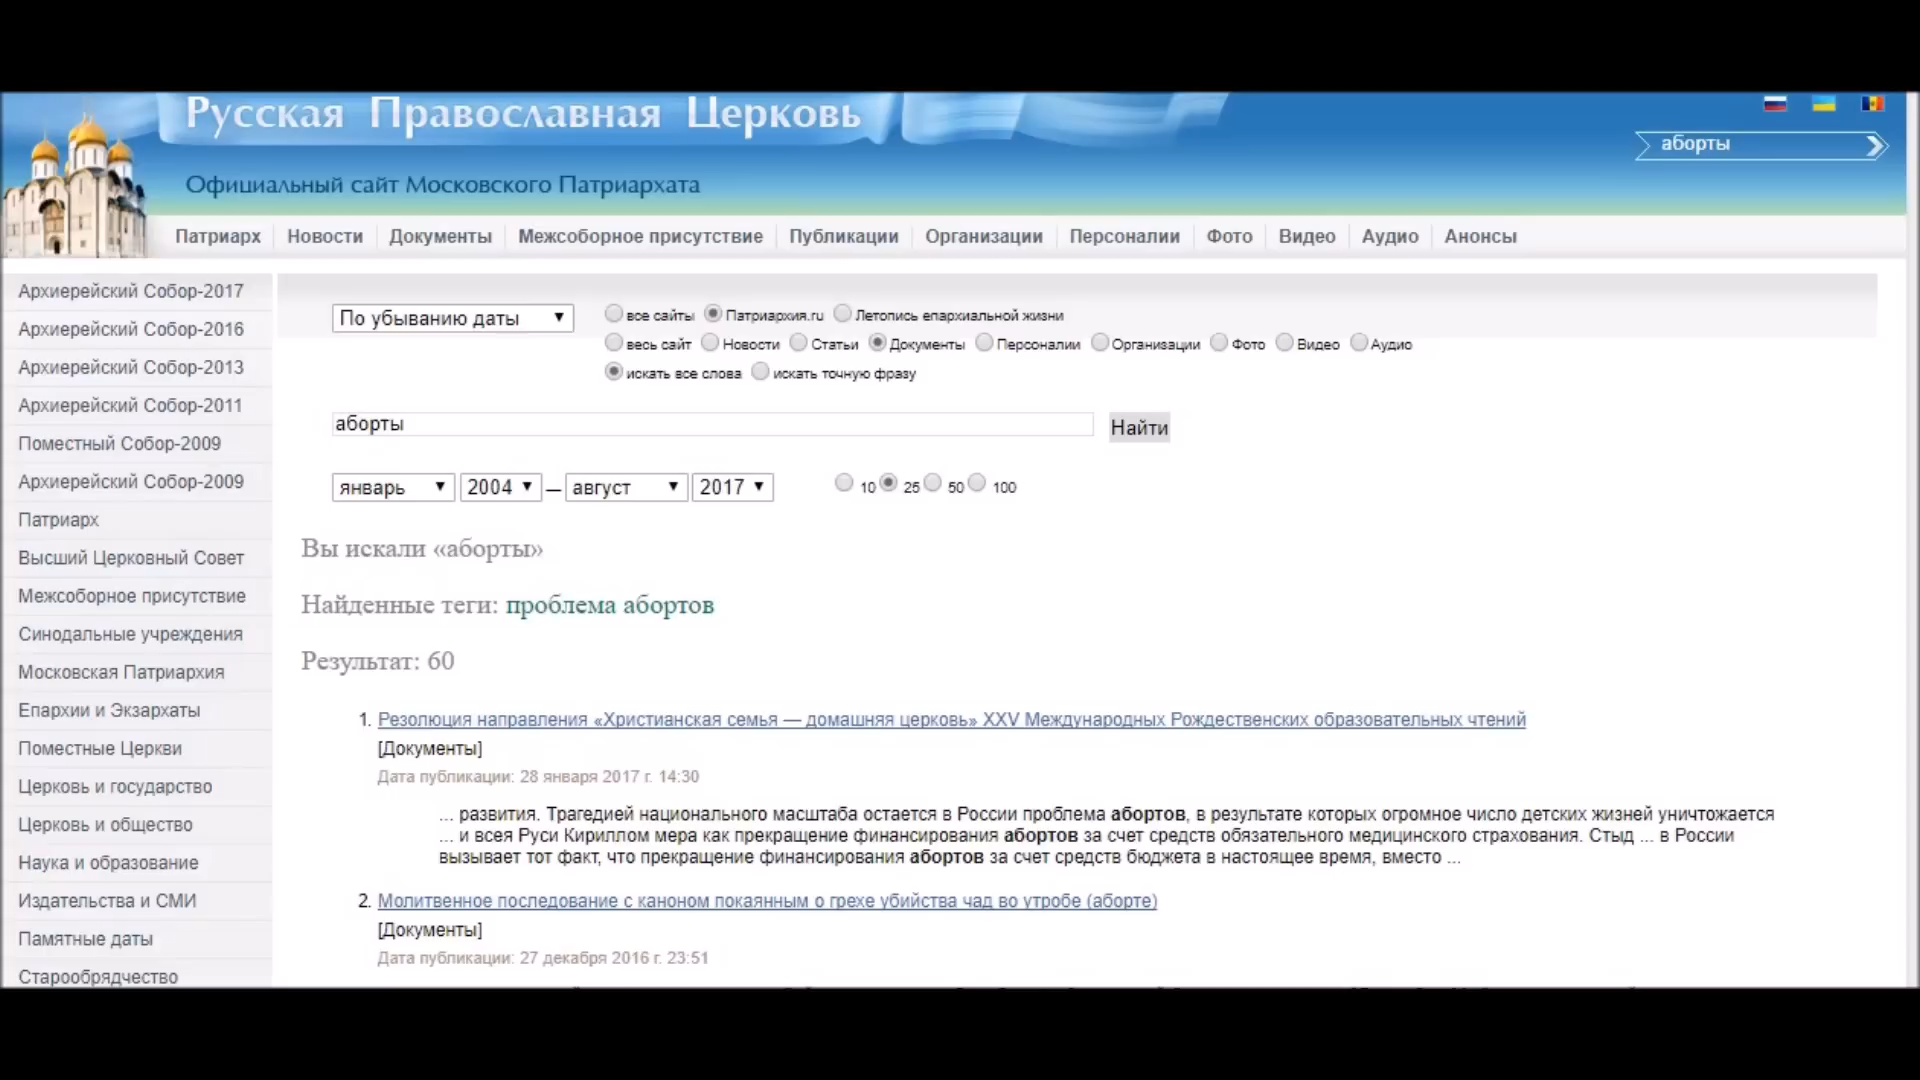 Русская Православная Церковь
аборты
Официальный сайт Московского Патриархата
Патриарх Новости Документы Межсоборное присутствие Публикации Организации Персоналии Фото Видео Аудио Анонсы
Архиерейский Собор-2017
Архиерейский Собор-2016
Архиерейский Собор-2013
Архиерейский Собор-2011
Поместный Собор-2009
Архиерейский Собор-2009
Патриарх
Высший Церковный Совет
Межсоборное присутствие
Синодальные учреждения
Московская Патриархия
Епархии и Экзархаты
Поместные Церкви
Церковь и государство
Церковь и общество
Наука и образование
Издательства и СМИ
Памятные даты
Старообрядчество
По убыванию даты
все сайты Патриархия.ru Летопись епархиальной жизни
весь сайт Новости Статьи Документы Персоналии Организации Фото Видео Аудио
искать все слова искать точную фразу
аборты Найти
январь 2004 — август 2017 10 25 50 100
Вы искали «аборты»
Найденные теги: проблема абортов
Результат: 60
1. Резолюция направления «Христианская семья — домашняя церковь» XXV Международных Рождественских образовательных чтений
[Документы]
Дата публикации: 28 января 2017 г. 14:30
... развития. Трагедией национального масштаба остается в России проблема абортов, в результате которых огромное число детских жизней уничтожается
... и всея Руси Кириллом мера как прекращение финансирования абортов за счет средств обязательного медицинского страхования. Стыд ... в России
вызывает тот факт, что прекращение финансирования абортов за счет средств бюджета в настоящее время, вместо ...
2. Молитвенное последование с каноном покаянным о грехе убийства чад во утробе (аборте)
[Документы]
Дата публикации: 27 декабря 2016 г. 23:51